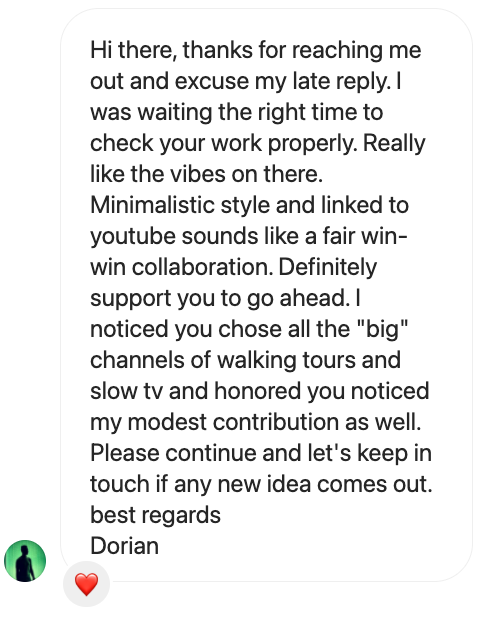 Hi there, thanks for reaching me
out and excuse my late reply. I
was waiting the right time to
check your work properly. Really
like the vibes on there.
Minimalistic style and linked to
youtube sounds like a fair win-
win collaboration. Definitely
support you to go ahead. I
noticed you chose all the "big"
channels of walking tours and
slow tv and honored you noticed
my modest contribution as well.
Please continue and let's keep in
touch if any new idea comes out.
best regards
Dorian